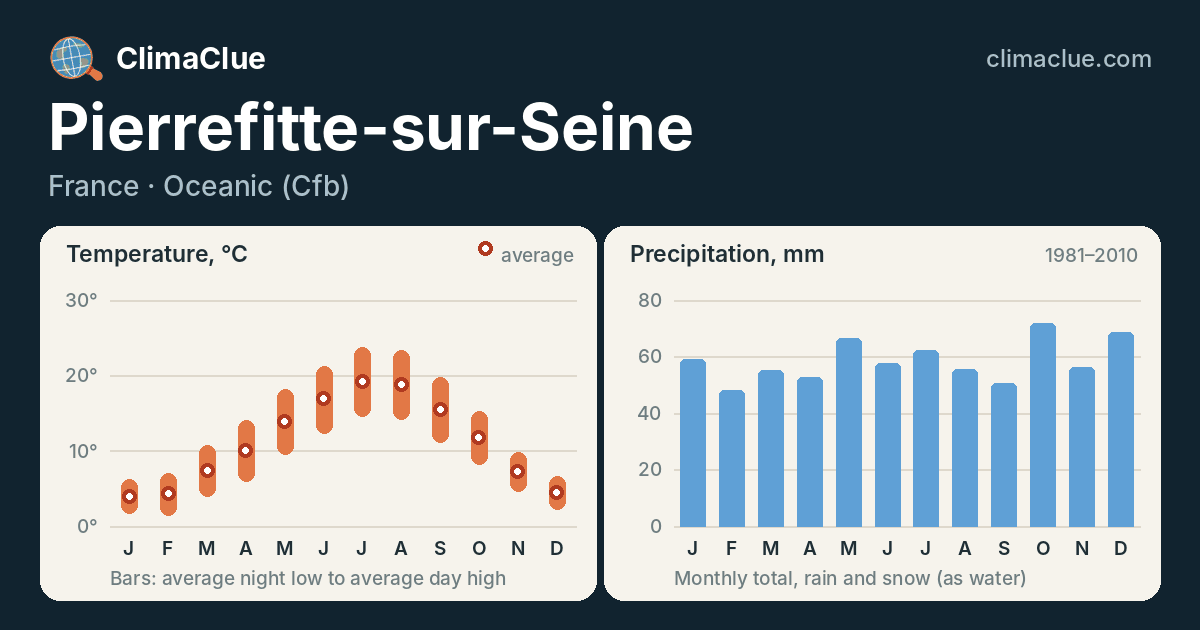 ClimaClue
climaclue.com
Pierrefitte-sur-Seine
France · Oceanic (Cfb)
Temperature, °C
average
30°
20°
10°
0°
J F M A M J J A S O N D
Bars: average night low to average day high
Precipitation, mm
1981–2010
80
60
40
20
0
J F M A M J J A S O N D
Monthly total, rain and snow (as water)